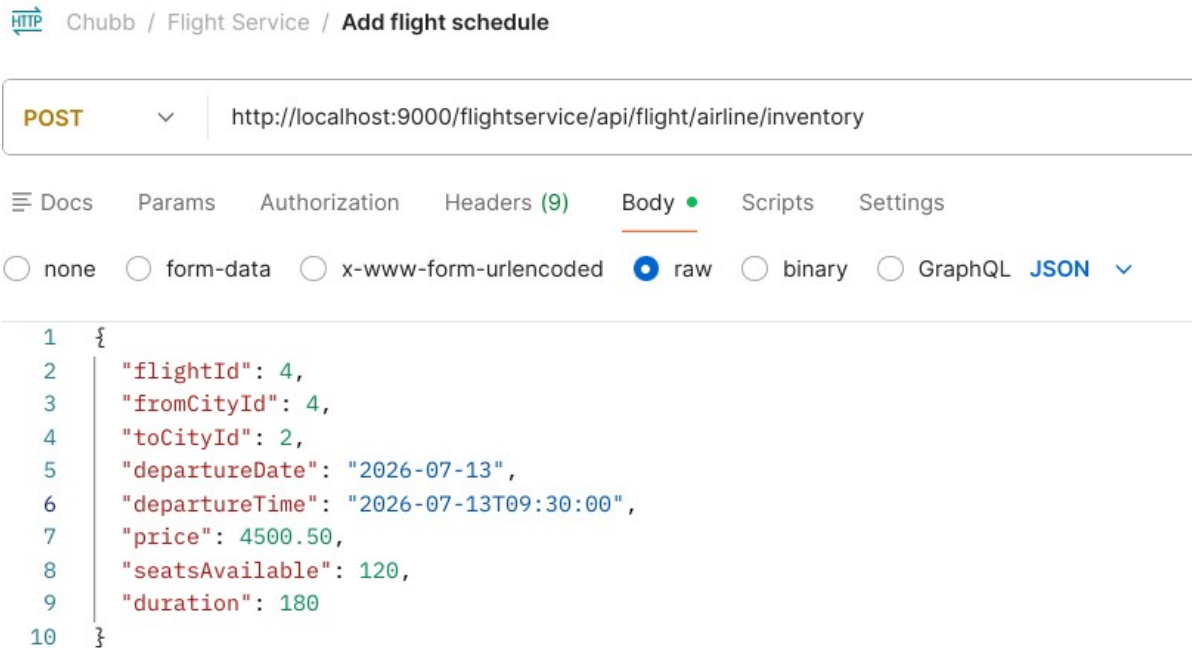 HTTP Chubb / Flight Service / Add flight schedule
POST http://localhost:9000/flightservice/api/flight/airline/inventory
Docs Params Authorization Headers (9) Body Scripts Settings
none form-data x-www-form-urlencoded raw binary GraphQL JSON
1 {
2 "flightId": 4,
3 "fromCityId": 4,
4 "toCityId": 2,
5 "departureDate": "2026-07-13",
6 "departureTime": "2026-07-13T09:30:00",
7 "price": 4500.50,
8 "seatsAvailable": 120,
9 "duration": 180
10 }